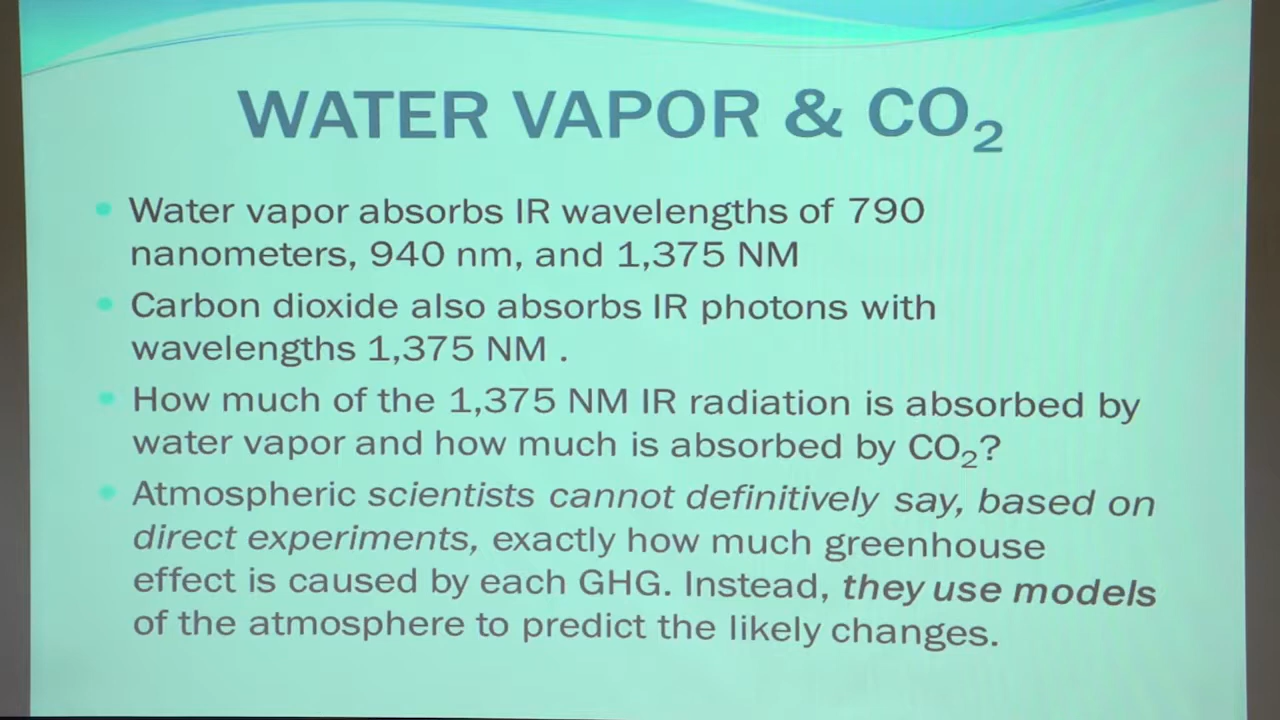 WATER VAPOR & CO₂
Water vapor absorbs IR wavelengths of 790
nanometers, 940 nm, and 1,375 NM
Carbon dioxide also absorbs IR photons with
wavelengths 1,375 NM .
How much of the 1,375 NM IR radiation is absorbed by
water vapor and how much is absorbed by CO₂?
Atmospheric scientists cannot definitively say, based on
direct experiments, exactly how much greenhouse
effect is caused by each GHG. Instead, they use models
of the atmosphere to predict the likely changes.